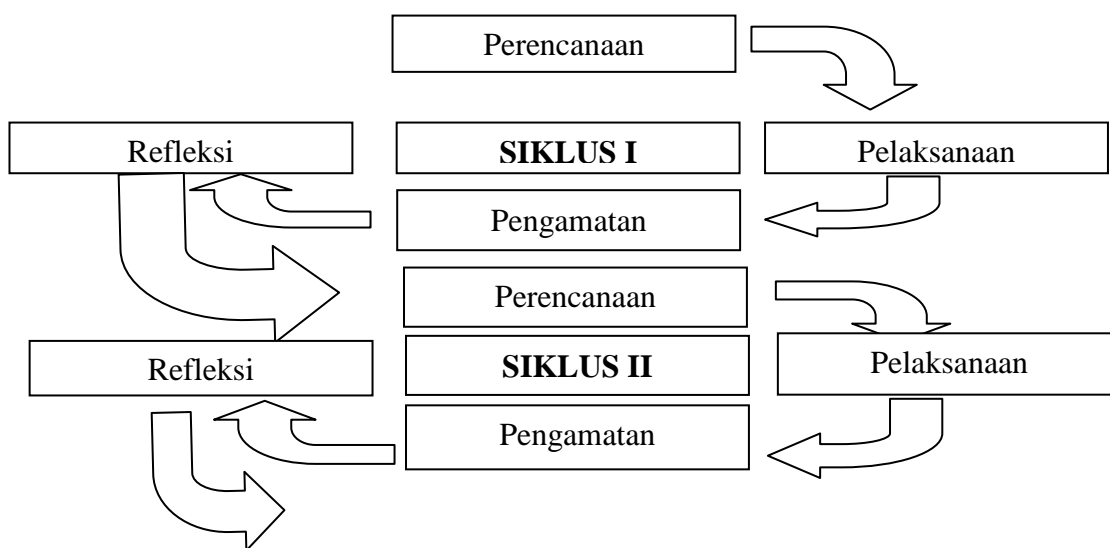 Perencanaan
Refleksi
SIKLUS I
Pelaksanaan
Pengamatan
Perencanaan
Refleksi
SIKLUS II
Pelaksanaan
Pengamatan